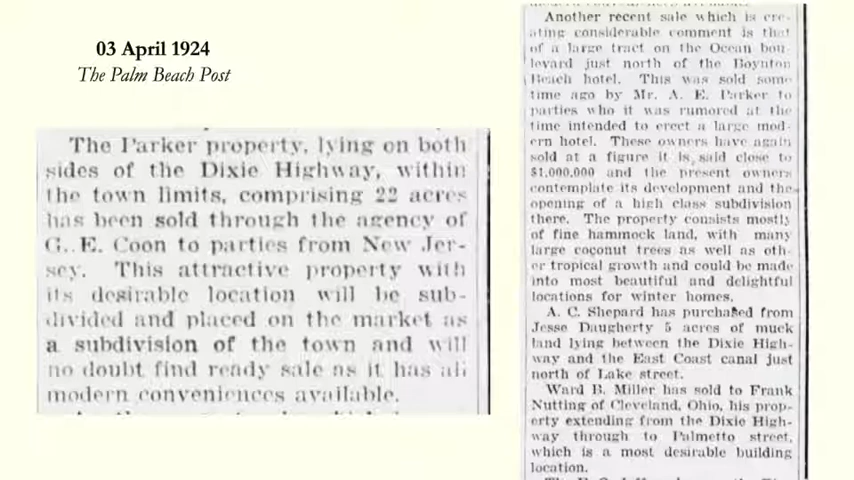 03 April 1924
The Palm Beach Post
The Parker property, lying on both
sides of the Dixie Highway, within
the town limits, comprising 22 acres
has been sold through the agency of
G. E. Coon to parties from New Jer-
sey. This attractive property with
its desirable location will be sub-
divided and placed on the market as
a subdivision of the town and will
no doubt find ready sale as it has all
modern conveniences available.
Another recent sale which is cre-
ating considerable comment is that
of a large tract on the Ocean bou-
levard just north of the Boynton
Beach hotel. This was sold some
time ago by Mr. A. E. Parker to
parties who it was rumored at the
time intended to erect a large mod-
ern hotel. These owners have again
sold at a figure it is, said close to
$1,000,000 and the present owners
contemplate its development and the
opening of a high class subdivision
there. The property consists mostly
of fine hammock land, with many
large coconut trees as well as oth-
er tropical growth and could be made
into most beautiful and delightful
locations for winter homes.
A. C. Shepard has purchased from
Jesse Daugherty 5 acres of muck
land lying between the Dixie High-
way and the East Coast canal just
north of Lake street.
Ward B. Miller has sold to Frank
Nutting of Cleveland, Ohio, his prop-
erty extending from the Dixie High-
way through to Palmetto street,
which is a most desirable building
location.